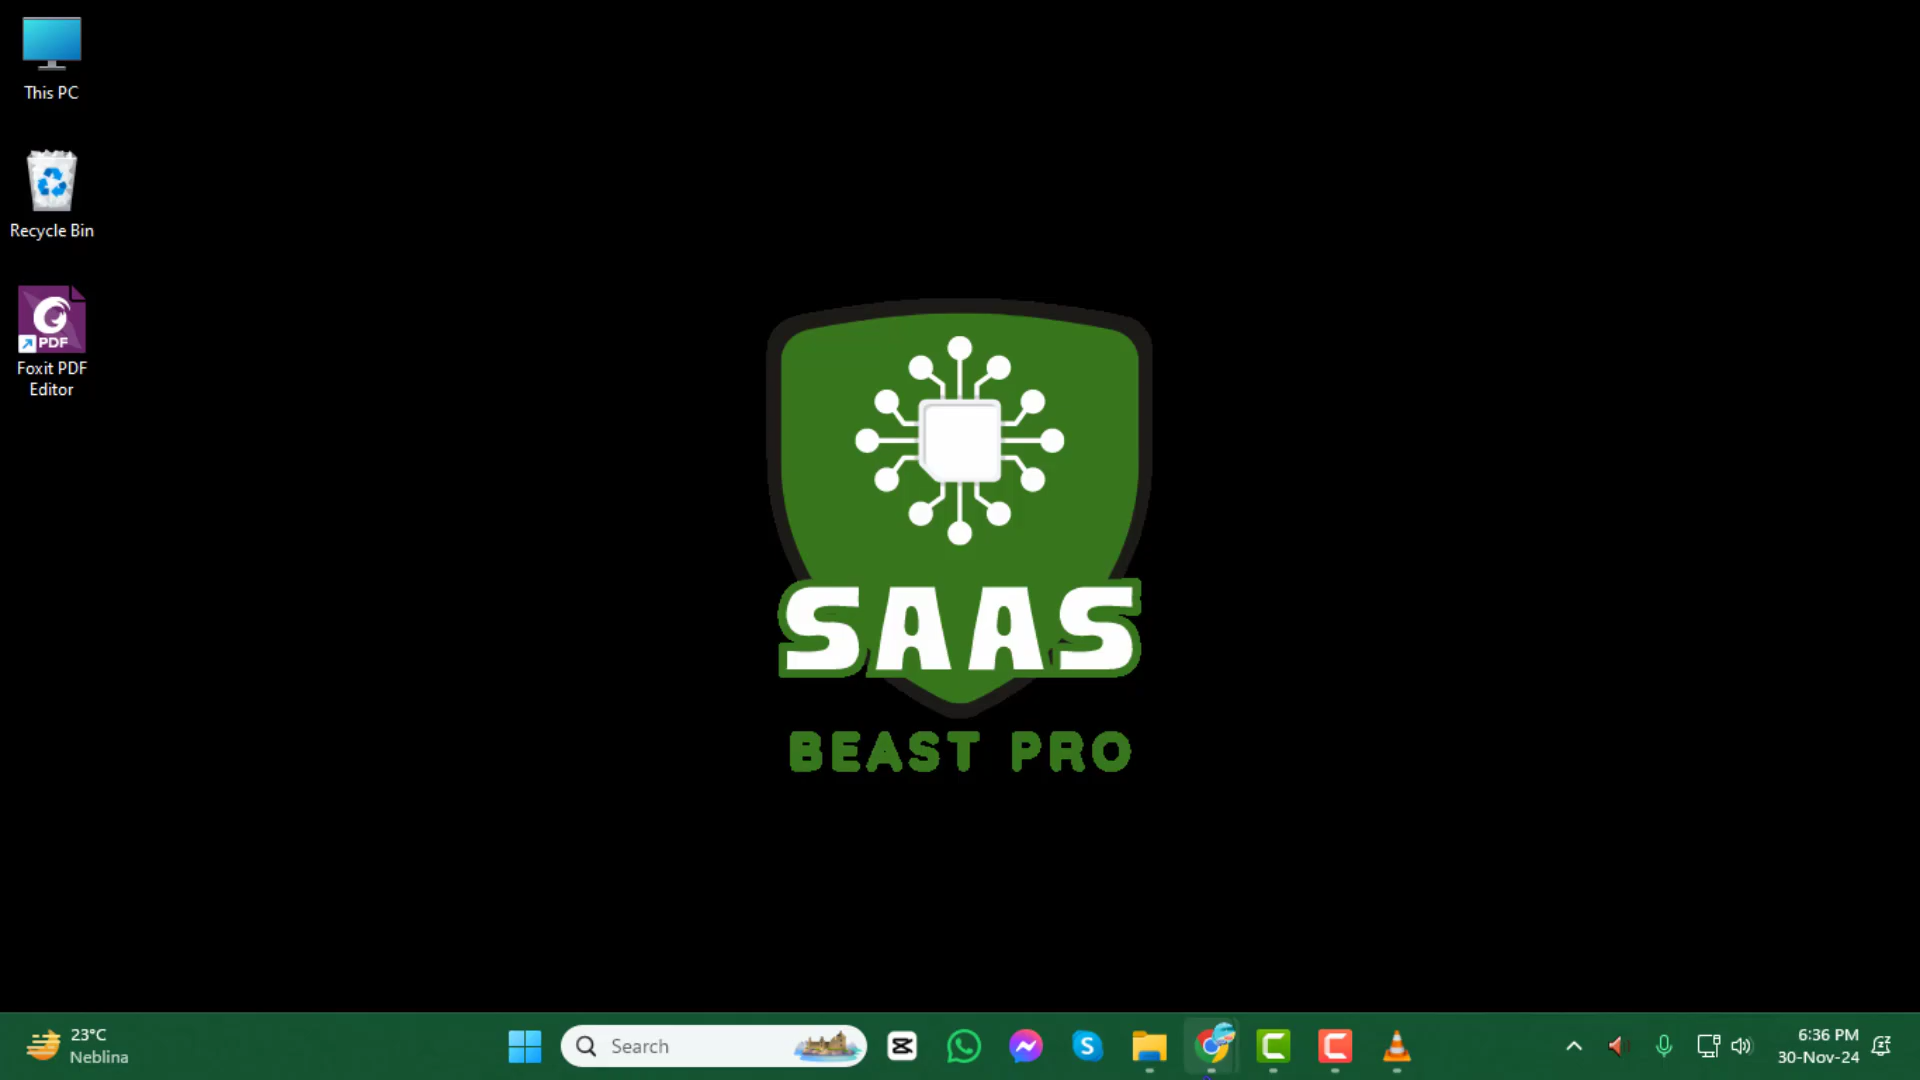 This PC
Recycle Bin
PDF
Foxit PDF
Editor
SAAS
BEAST PRO
23°C
Neblina
Search
S
6:36 PM
30-Nov-24